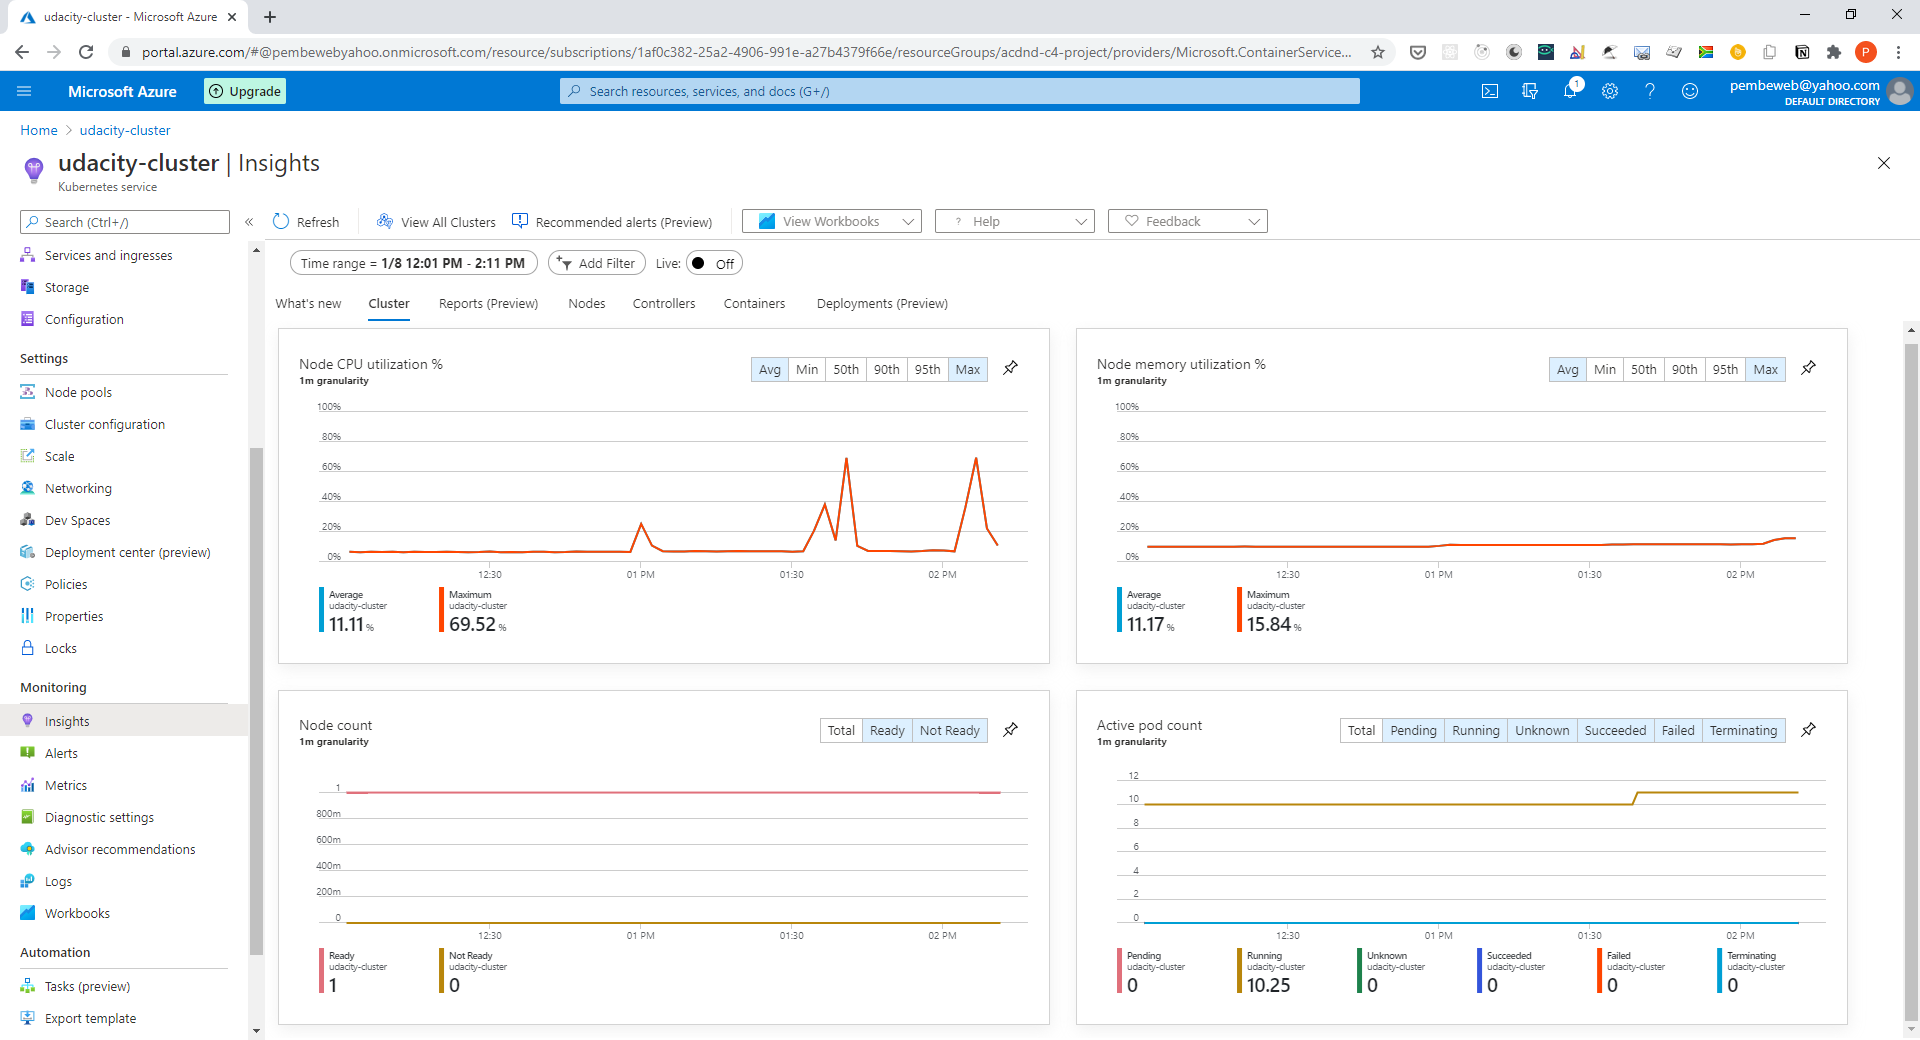 udacity-cluster - Microsoft Azure
portal.azure.com/#@pembewebyahoo.onmicrosoft.com/resource/subscriptions/1af0c382-25a2-4906-991e-a27b4379f66e/resourceGroups/acdnd-c4-project/providers/Microsoft.ContainerService...
P
Microsoft Azure
Upgrade
Search resources, services, and docs (G+/)
1
pembeweb@yahoo.com
DEFAULT DIRECTORY
Home > udacity-cluster
udacity-cluster | Insights
Kubernetes service
Search (Ctrl+/)
«
Refresh
View All Clusters
Recommended alerts (Preview)
View Workbooks
? Help
Feedback
Services and ingresses
Storage
Configuration
Settings
Node pools
Cluster configuration
Scale
Networking
Dev Spaces
Deployment center (preview)
Policies
Properties
Locks
Monitoring
Insights
Alerts
Metrics
Diagnostic settings
Advisor recommendations
Logs
Workbooks
Automation
Tasks (preview)
Export template
Time range = 1/8 12:01 PM - 2:11 PM
Add Filter
Live: Off
What's new Cluster Reports (Preview) Nodes Controllers Containers Deployments (Preview)
Node CPU utilization %
1m granularity
Avg Min 50th 90th 95th Max
100%
80%
60%
40%
20%
0%
12:30 01 PM 01:30 02 PM
Average
udacity-cluster
11.11 %
Maximum
udacity-cluster
69.52 %
Node memory utilization %
1m granularity
Avg Min 50th 90th 95th Max
100%
80%
60%
40%
20%
0%
12:30 01 PM 01:30 02 PM
Average
udacity-cluster
11.17 %
Maximum
udacity-cluster
15.84 %
Node count
1m granularity
Total Ready Not Ready
1
800m
600m
400m
200m
0
12:30 01 PM 01:30 02 PM
Ready
udacity-cluster
1
Not Ready
udacity-cluster
0
Active pod count
1m granularity
Total Pending Running Unknown Succeeded Failed Terminating
12
10
8
6
4
2
0
12:30 01 PM 01:30 02 PM
Pending
udacity-cluster
0
Running
udacity-cluster
10.25
Unknown
udacity-cluster
0
Succeeded
udacity-cluster
0
Failed
udacity-cluster
0
Terminating
udacity-cluster
0